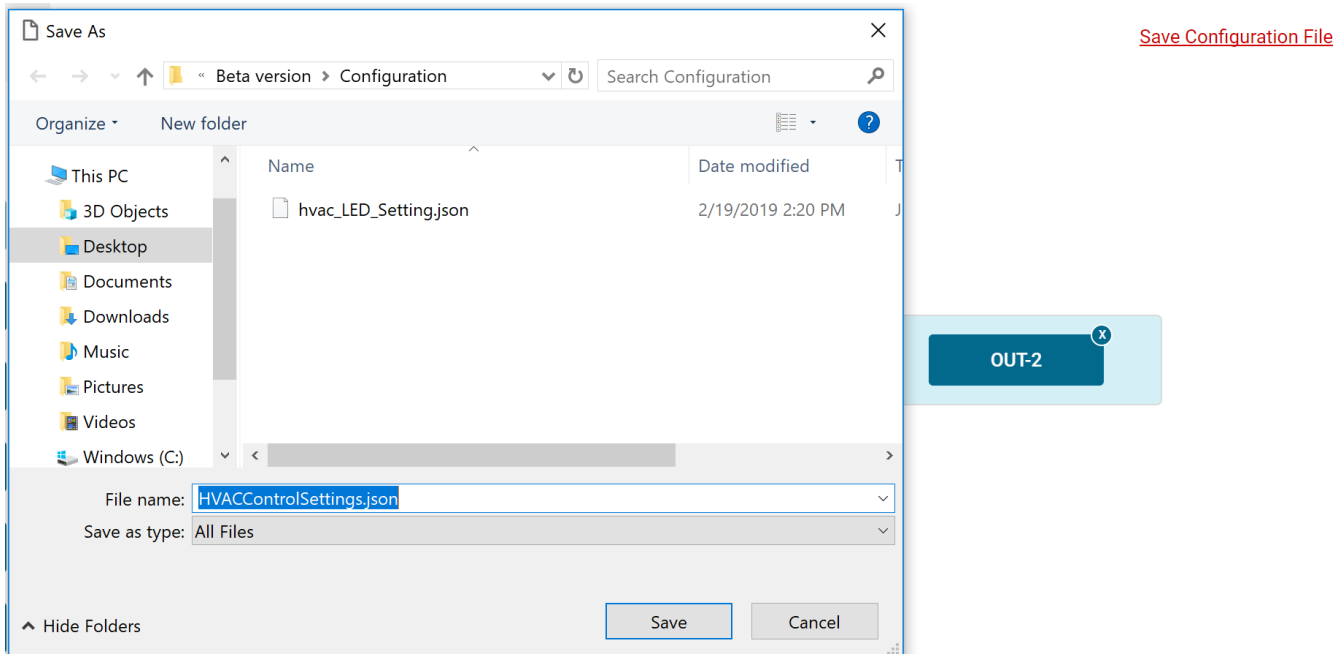 Save As
Save Configuration File
« Beta version > Configuration
Search Configuration
Organize
New folder
?
Name
Date modified
T
This PC
3D Objects
Desktop
Documents
Downloads
Music
Pictures
Videos
Windows (C:)
hvac_LED_Setting.json
2/19/2019 2:20 PM
J
X
OUT-2
File name: HVACControlSettings.json
Save as type: All Files
Hide Folders
Save
Cancel